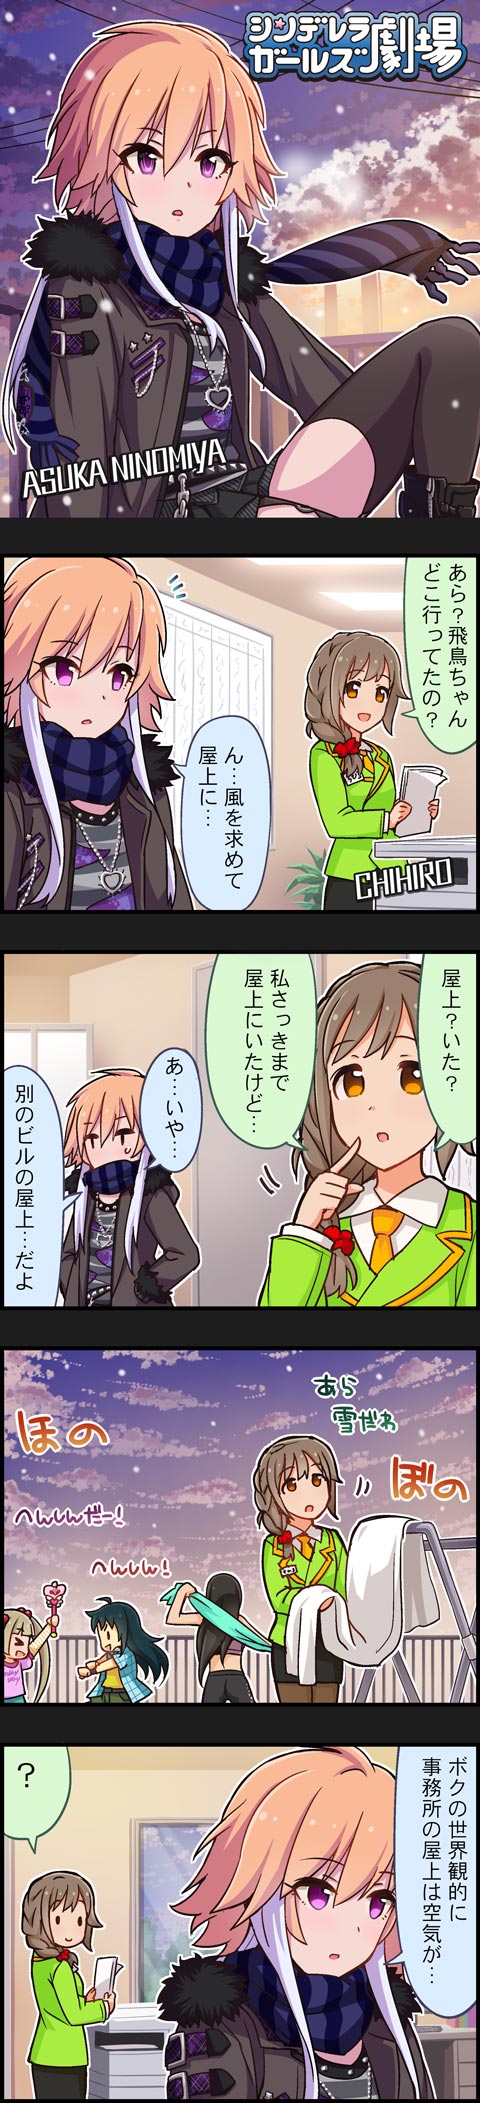 シンデレラ
ガールズ劇場
ASUKA NINOMIYA
あら？飛鳥ちゃん
どこ行ってたの？
ん…風を求めて
屋上に…
CHIHIRO
屋上？いた？
私さっきまで
屋上にいたけど…
あ…いや…
別のビルの屋上…だよ
あら
雪だわ
ほの
ぼの
へんしんだー！
へんしん！
ボクの世界観的に
事務所の屋上は空気が…
？